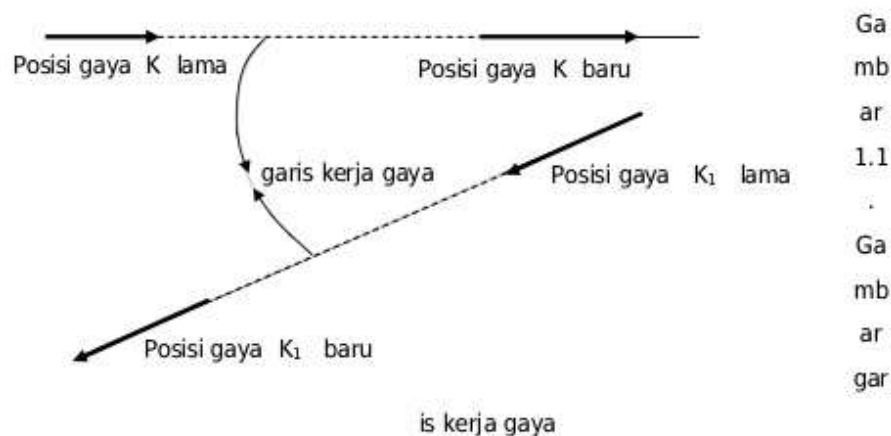 Posisi gaya K lama
Posisi gaya K baru
garis kerja gaya
Posisi gaya K₁ lama
Posisi gaya K₁ baru
Ga
mb
ar
1.1
.
Ga
mb
ar
gar
is kerja gaya